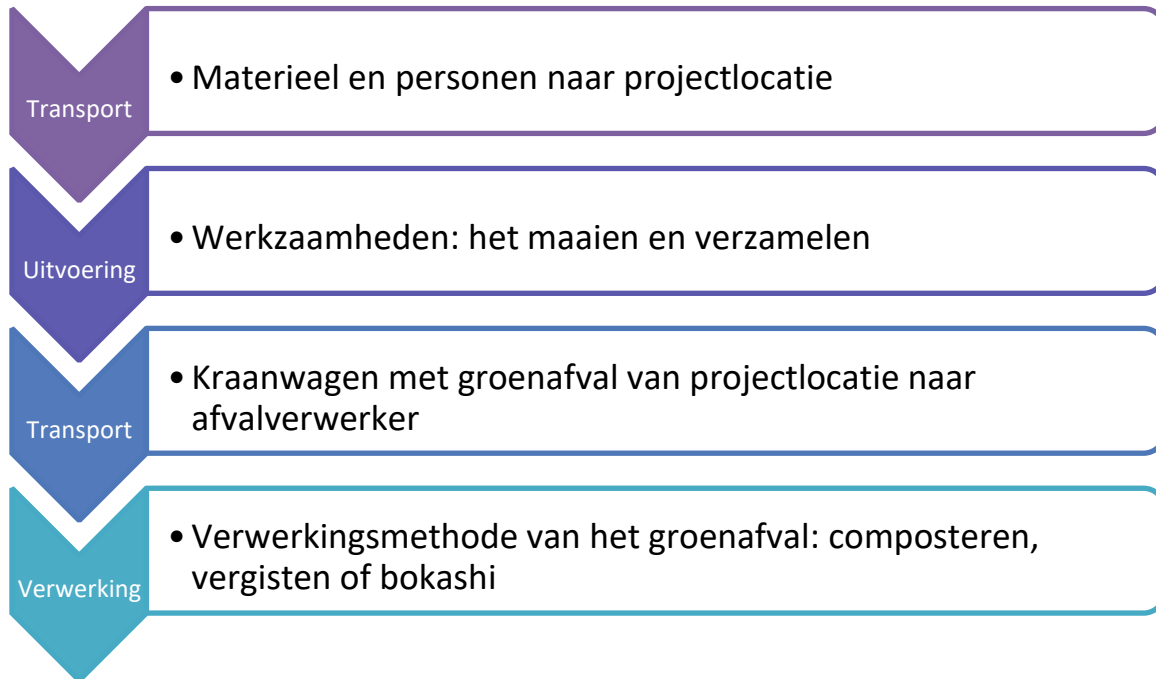 Transport
• Materieel en personen naar projectlocatie
Uitvoering
• Werkzaamheden: het maaien en verzamelen
Transport
• Kraanwagen met groenafval van projectlocatie naar
afvalverwerker
Verwerking
• Verwerkingsmethode van het groenafval: composteren,
vergisten of bokashi